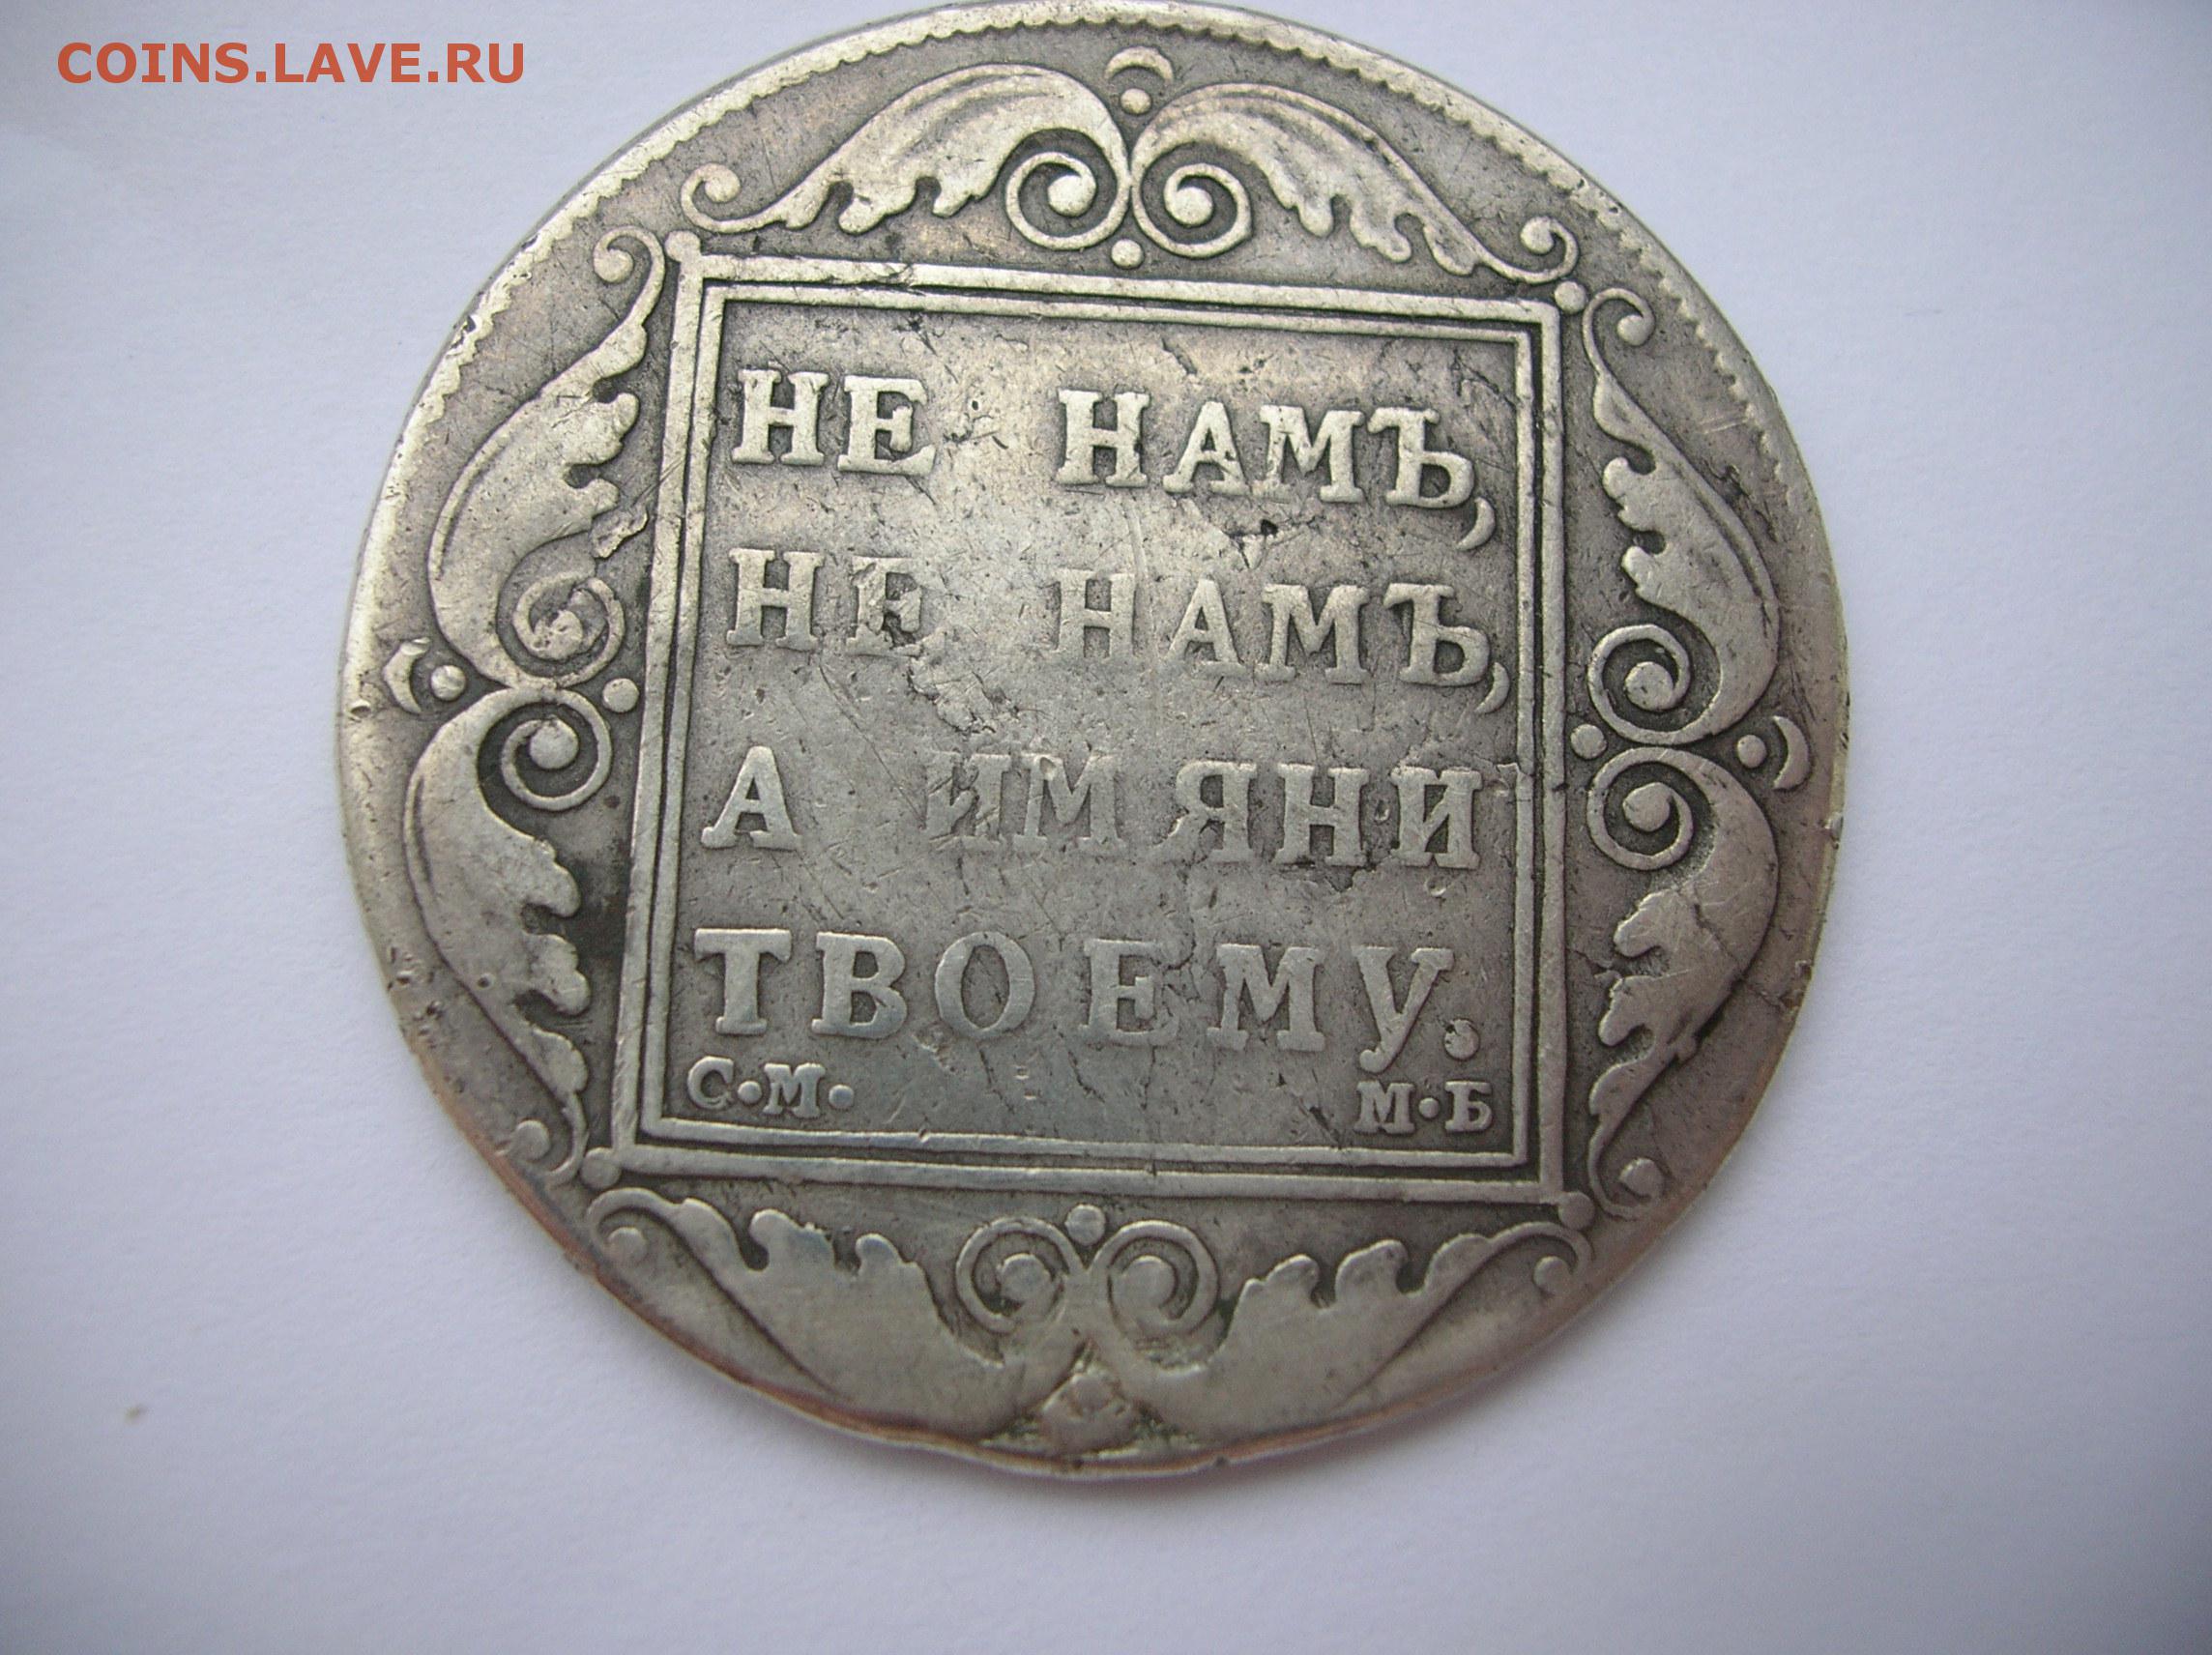 COINS.LAVE.RU
НЕ НАМЪ,
НЕ НАМЪ,
А ИМЯНИ
ТВОЕМУ.
С•М• М•Б